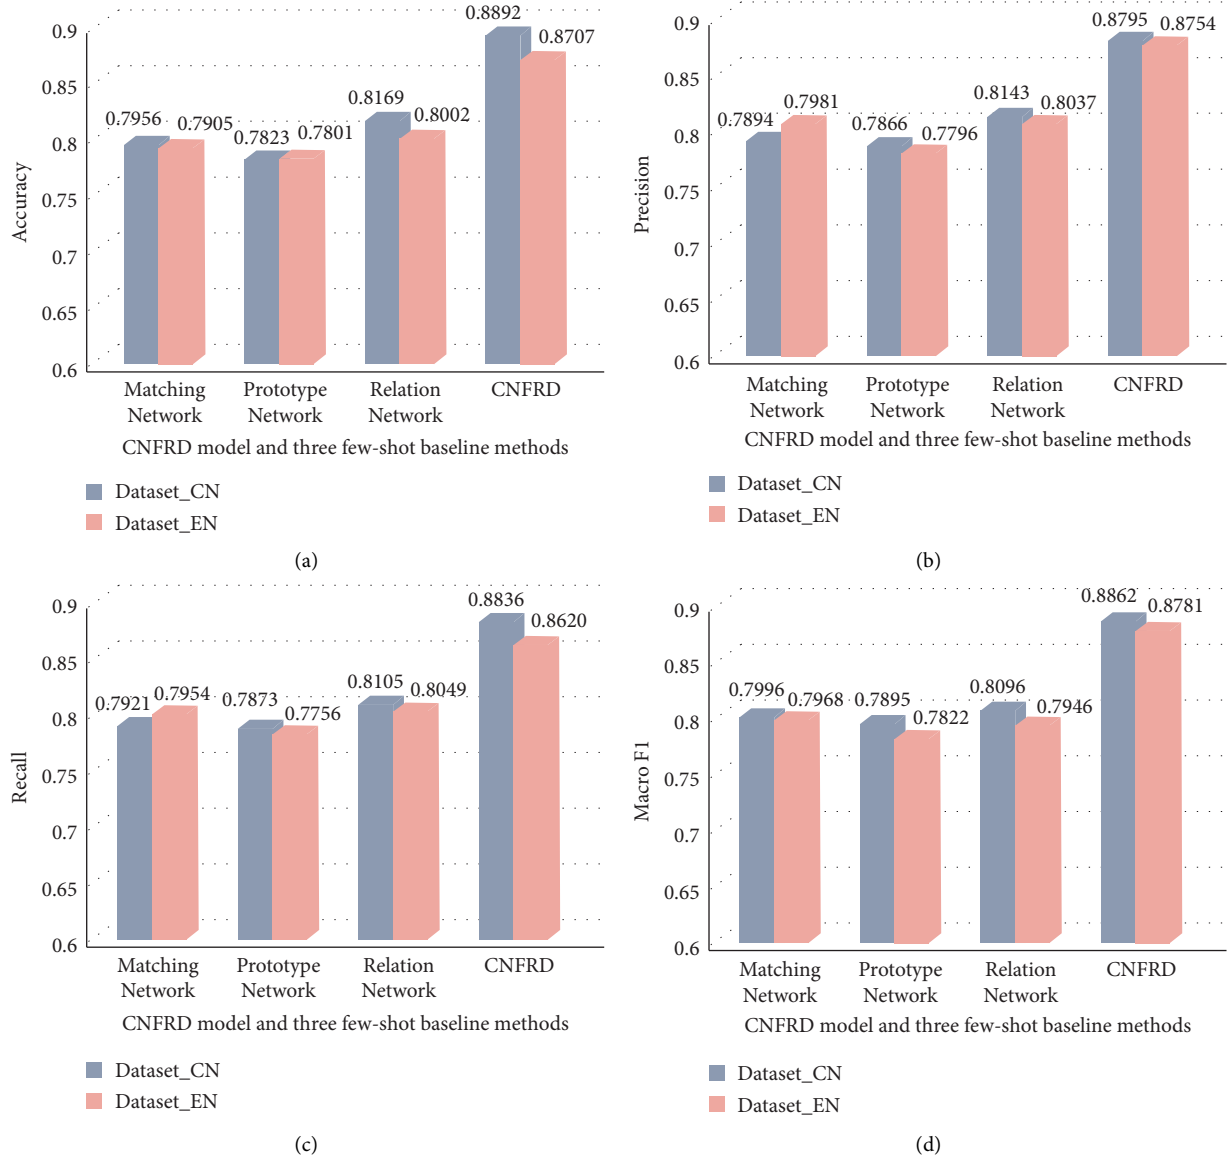 Accuracy
0.9
0.85
0.8
0.75
0.7
0.65
0.6
0.7956
0.7905
0.7823
0.7801
0.8169
0.8002
0.8892
0.8707
Matching Network
Prototype Network
Relation Network
CNFRD
CNFRD model and three few-shot baseline methods
Dataset_CN
Dataset_EN
(a)
Precision
0.9
0.85
0.8
0.75
0.7
0.65
0.6
0.7894
0.7981
0.7866
0.7796
0.8143
0.8037
0.8795
0.8754
Matching Network
Prototype Network
Relation Network
CNFRD
CNFRD model and three few-shot baseline methods
Dataset_CN
Dataset_EN
(b)
Recall
0.9
0.85
0.8
0.75
0.7
0.65
0.6
0.7921
0.7954
0.7873
0.7756
0.8105
0.8049
0.8836
0.8620
Matching Network
Prototype Network
Relation Network
CNFRD
CNFRD model and three few-shot baseline methods
Dataset_CN
Dataset_EN
(c)
Macro F1
0.9
0.85
0.8
0.75
0.7
0.65
0.6
0.7996
0.7968
0.7895
0.7822
0.8096
0.7946
0.8862
0.8781
Matching Network
Prototype Network
Relation Network
CNFRD
CNFRD model and three few-shot baseline methods
Dataset_CN
Dataset_EN
(d)